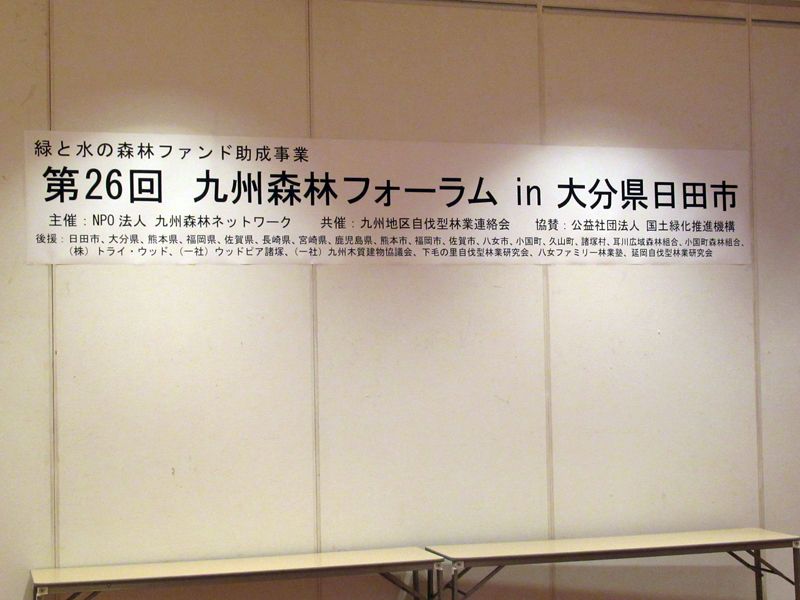 緑と水の森林ファンド助成事業
第26回 九州森林フォーラム in 大分県日田市
主催：NPO法人 九州森林ネットワーク 共催：九州地区自伐型林業連絡会 協賛：公益社団法人 国土緑化推進機構
後援：日田市、大分県、熊本県、福岡県、佐賀県、長崎県、宮崎県、鹿児島県、熊本市、福岡市、佐賀市、八女市、小国町、久山町、諸塚村、耳川広域森林組合、小国町森林組合、
（株）トライ・ウッド、（一社）ウッドピア諸塚、（一社）九州木質建物協議会、下毛の里自伐型林業研究会、八女ファミリー林業塾、延岡自伐型林業研究会